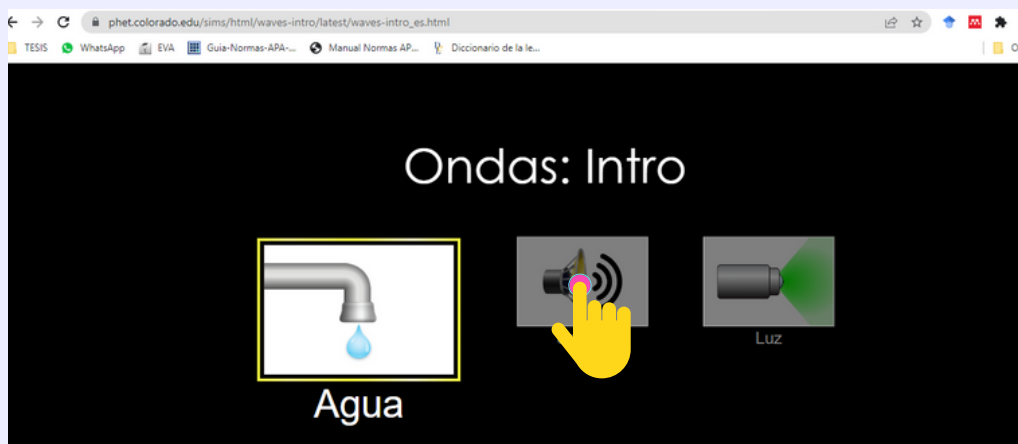 phet.colorado.edu/sims/html/waves-intro/latest/waves-intro_es.html
TESIS WhatsApp EVA Guia-Normas-APA-... Manual Normas AP... Diccionario de la le... O
Ondas: Intro
Agua
Luz